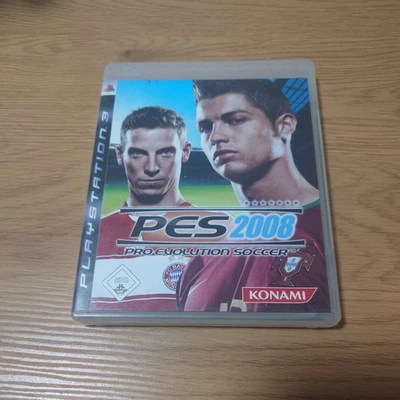 PLAYSTATION 3
PES 2008
PRO EVOLUTION SOCCER
KONAMI